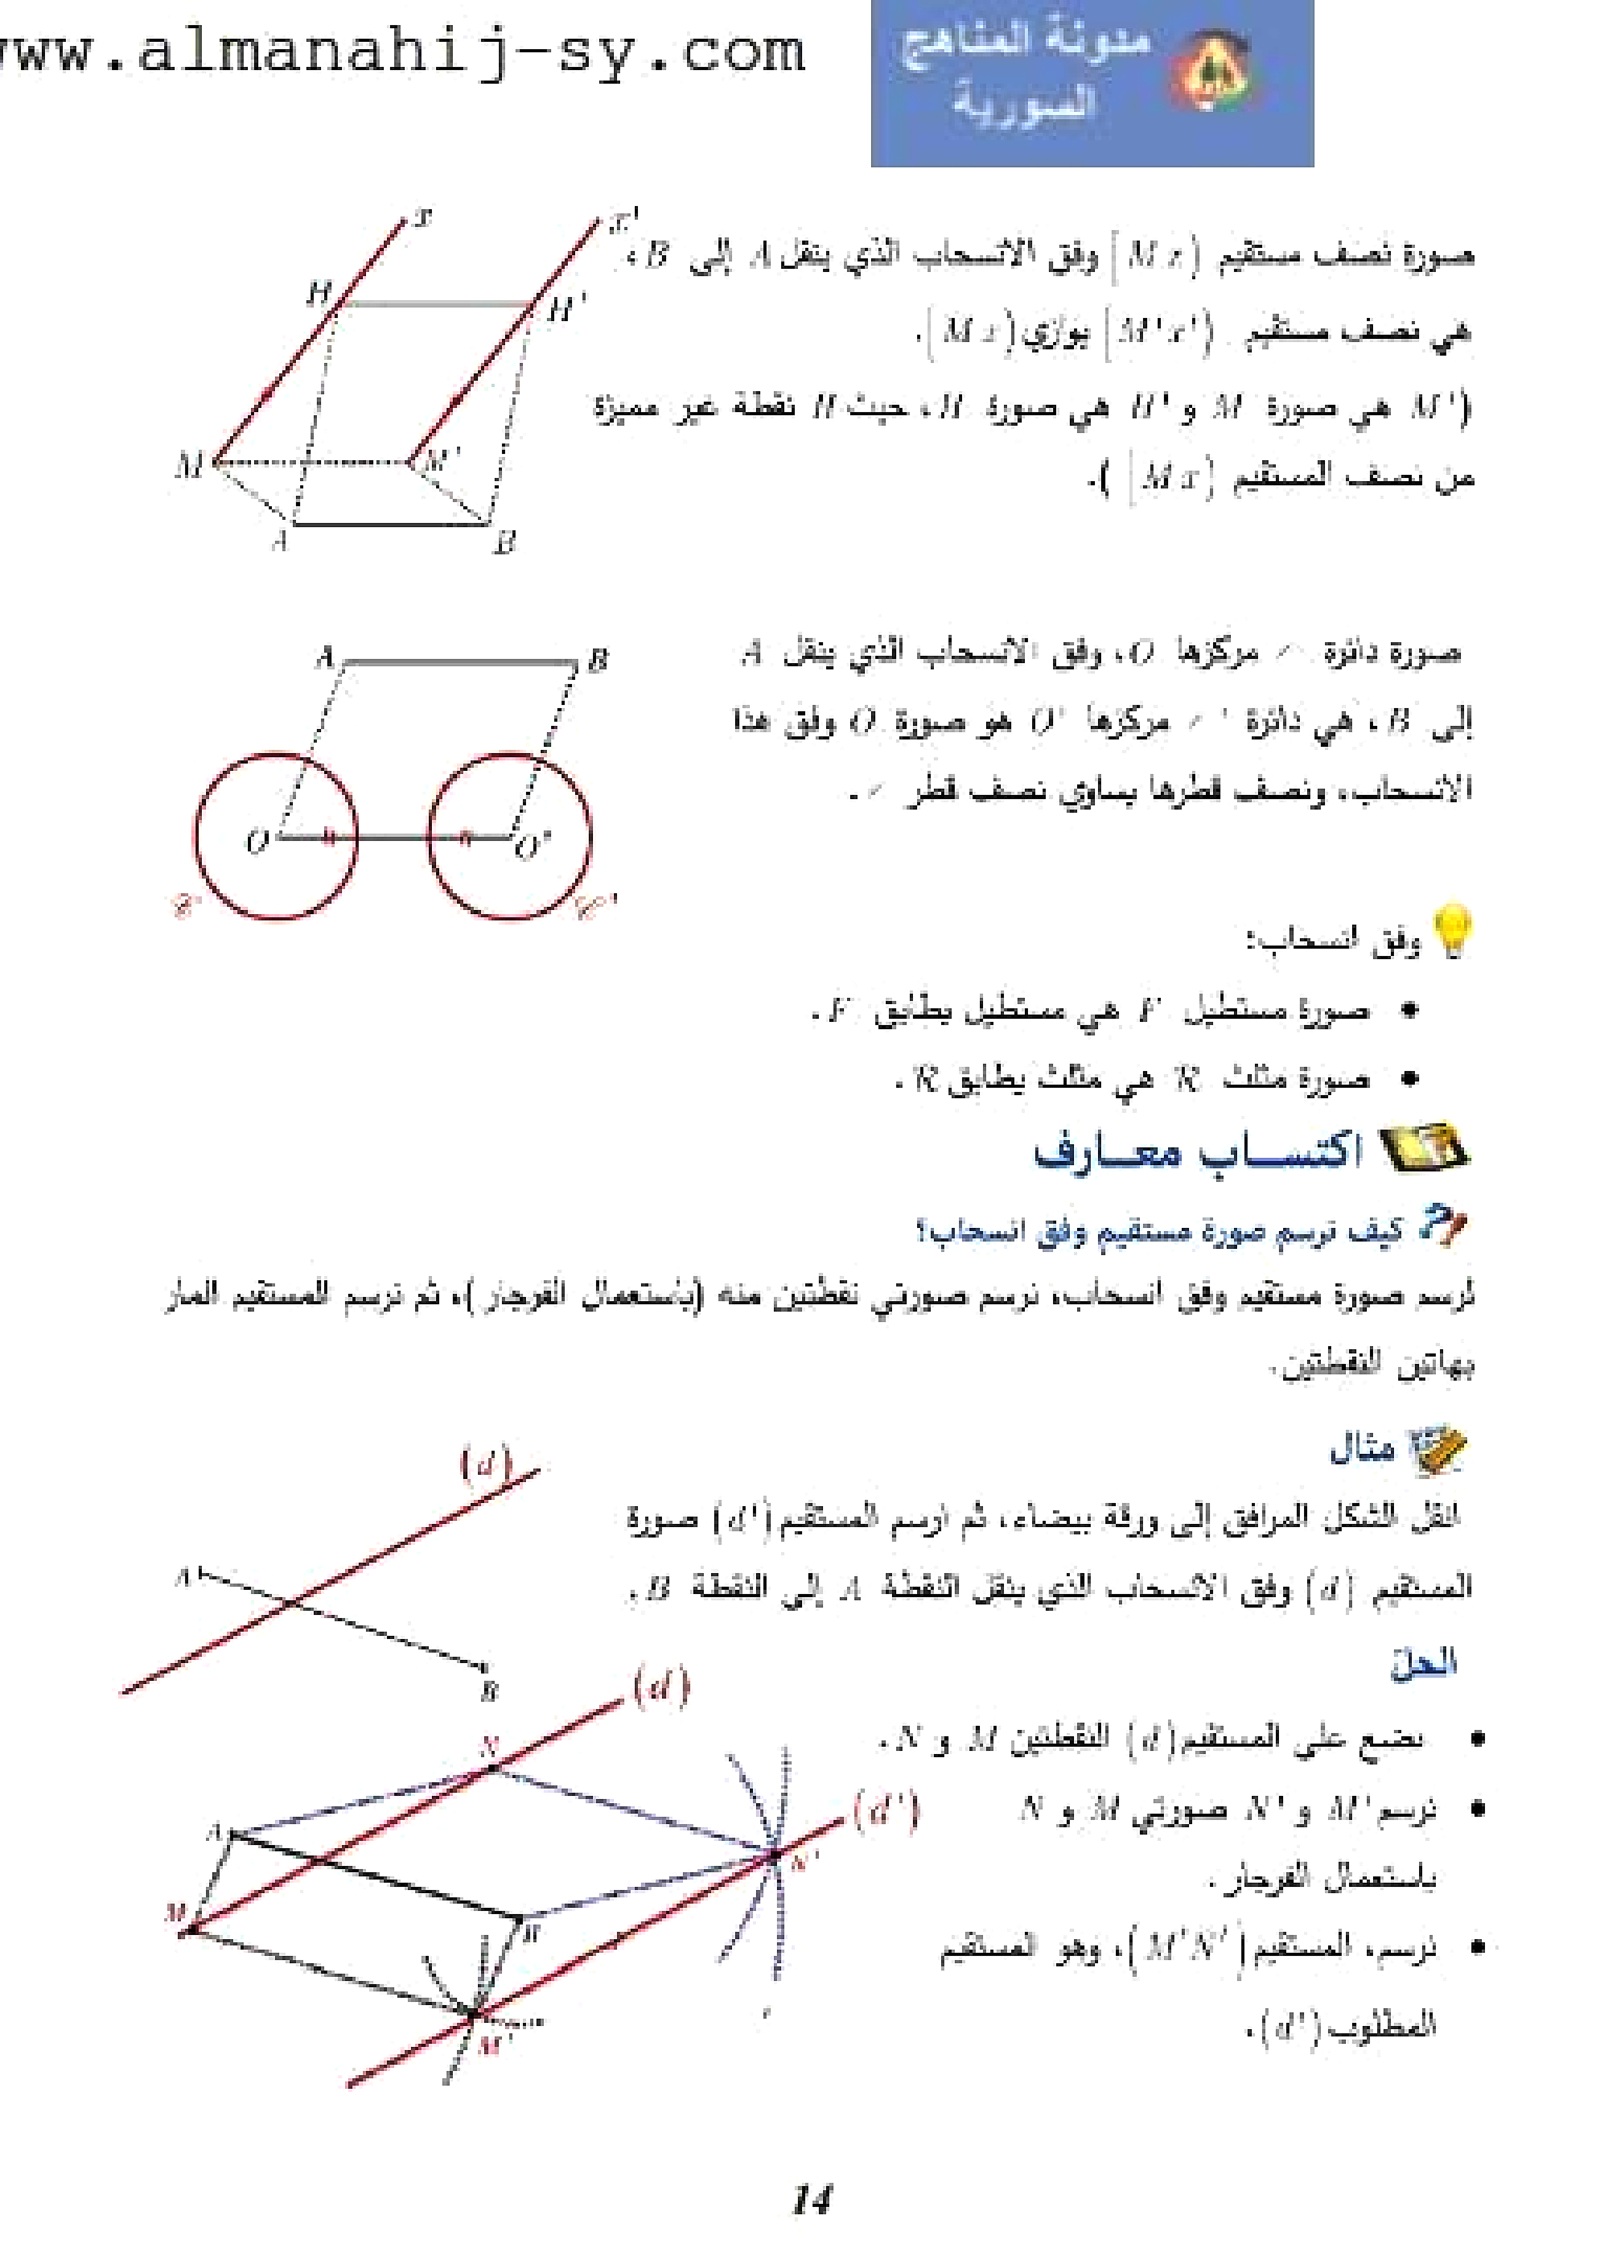 www.almanahij-sy.com
مدونة المناهج
السورية
صورة نصف مستقيم [Mx) وفق الانسحاب الذي ينقل A إلى B،
هي نصف مستقيم [M'x') يوازي [Mx).
(M' هي صورة M و H' هي صورة H، حيث H نقطة غير مميزة
من نصف المستقيم [Mx) ).
x
x'
H
H'
M
M'
A
B
صورة دائرة مركزها O، وفق الانسحاب الذي ينقل A
إلى B، هي دائرة ' مركزها O' هو صورة O وفق هذا
الانسحاب، ونصف قطرها يساوي نصف قطر .
A
B
O
O'
𝒞
𝒞'
وفق انسحاب:
• صورة مستطيل F هي مستطيل يطابق F.
• صورة مثلث ℛ هي مثلث يطابق ℛ.
اكتساب معارف
كيف نرسم صورة مستقيم وفق انسحاب؟
لرسم صورة مستقيم وفق انسحاب، نرسم صورتي نقطتين منه (باستعمال الفرجار)، ثم نرسم المستقيم المار
بهاتين النقطتين.
مثال
انقل الشكل المرافق إلى ورقة بيضاء، ثم ارسم المستقيم (d') صورة
المستقيم (d) وفق الانسحاب الذي ينقل النقطة A إلى النقطة B.
(d)
A
B
الحل
• نضع على المستقيم (d) النقطتين M و N.
• نرسم M' و N' صورتي M و N
باستعمال الفرجار.
• نرسم المستقيم (M'N')، وهو المستقيم
المطلوب (d').
(d)
N
(d')
A
N'
M
B
M'
14